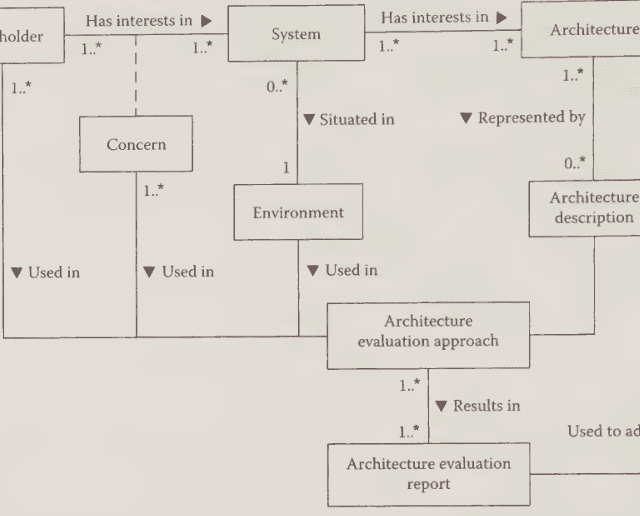 Has interests in ▶
Has interests in ▶
holder
System
Architecture
1..*
1..*
1..*
1..*
1..*
0..*
1..*
▼ Situated in
▼ Represented by
Concern
0..*
1
1..*
Environment
Architecture
description
▼ Used in
▼ Used in
▼ Used in
Architecture
evaluation approach
1..*
▼ Results in
1..*
Used to ad
Architecture evaluation
report